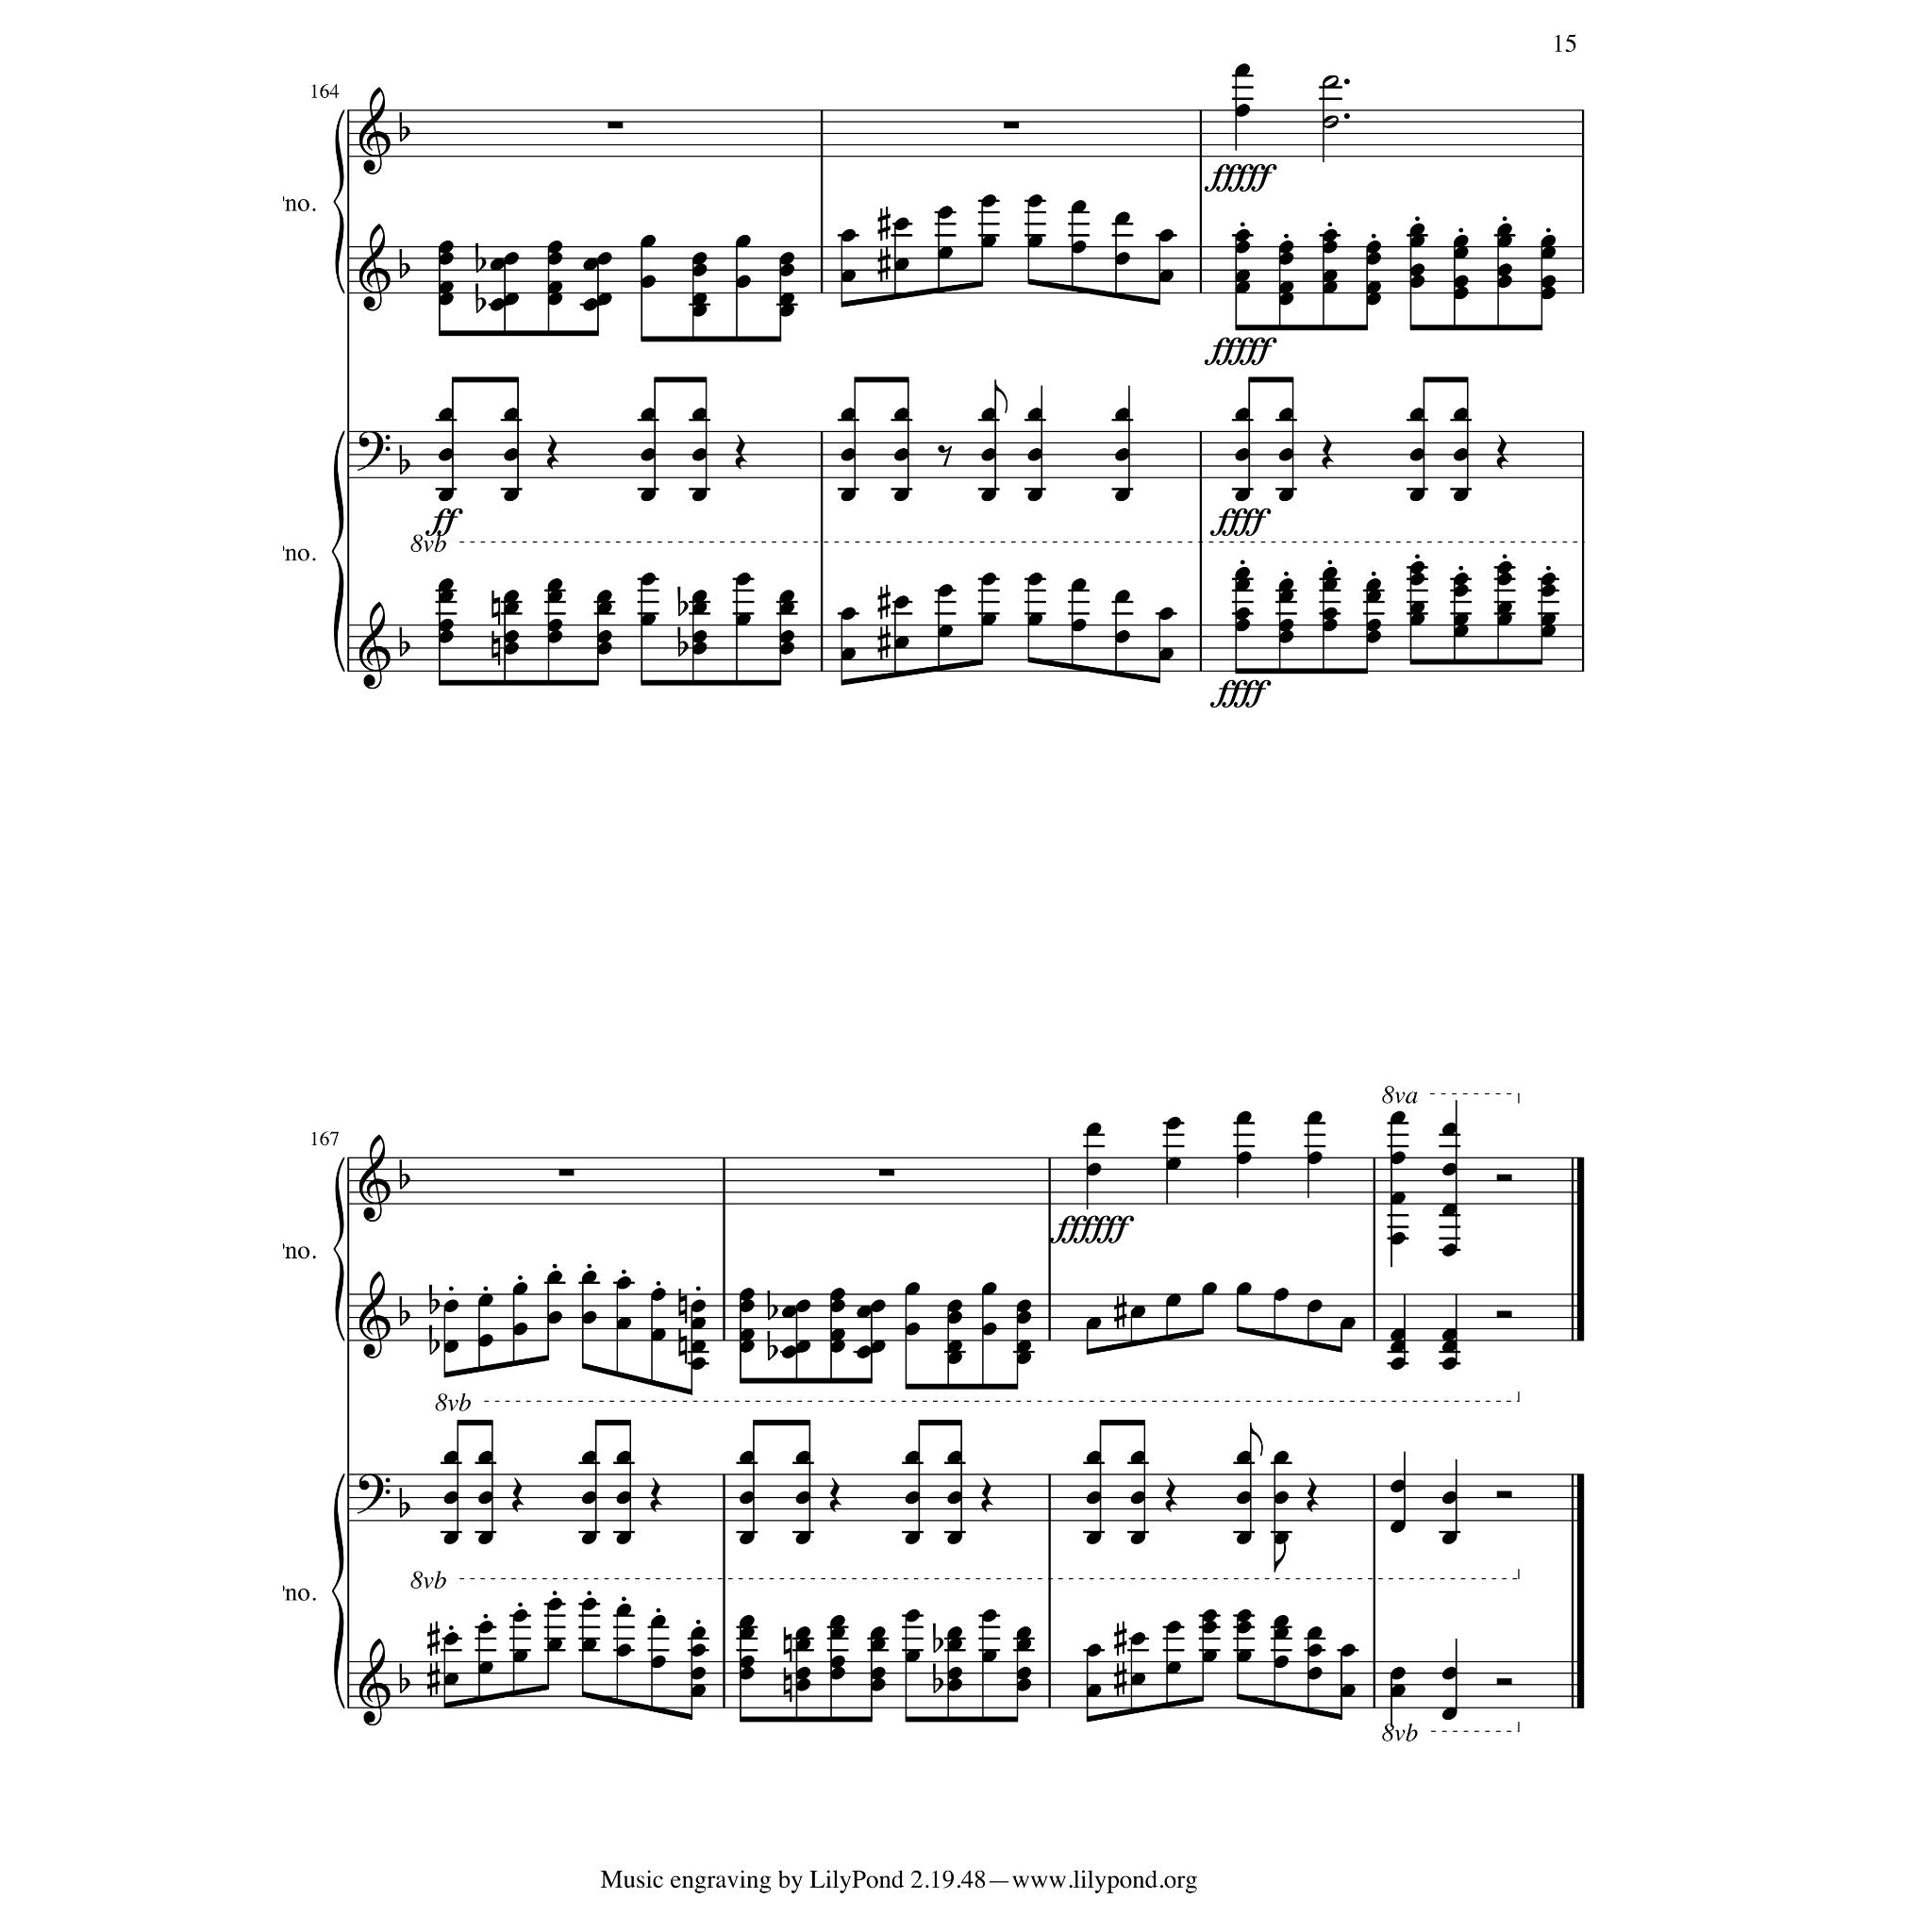 15
164
no.
fffff
fffff
ff
8vb
ffff
no.
ffff
8va
167
no.
ffffff
8vb
8vb
no.
8vb
Music engraving by LilyPond 2.19.48—www.lilypond.org